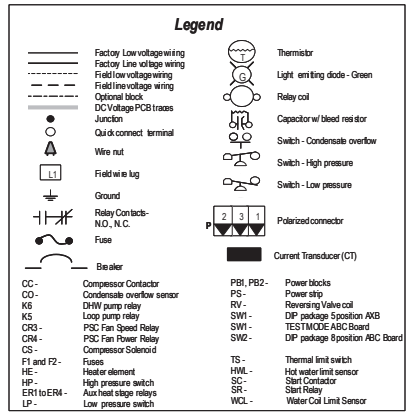 Legend
Factory Low voltage wiring
Factory Line voltage wiring
Field low voltage wiring
Field line voltage wiring
Optional block
DC Voltage PCB traces
Junction
Quick connect terminal
Wire nut
L1 Field wire lug
Ground
Relay Contacts-
N.O., N.C.
Fuse
Breaker
T Thermistor
G Light emitting diode - Green
Relay coil
Capacitor w/ bleed resistor
Switch - Condensate overflow
Switch - High pressure
Switch - Low pressure
P 2 3 1 Polarized connector
Current Transducer (CT)
CC - Compressor Contactor
CO - Condensate overflow sensor
K6 DHW pump relay
K5 Loop pump relay
CR3 - PSC Fan Speed Relay
CR4 - PSC Fan Power Relay
CS - Compressor Solenoid
F1 and F2 - Fuses
HE - Heater element
HP - High pressure switch
ER1 to ER4 - Aux heat stage relays
LP - Low pressure switch
PB1, PB2 - Power blocks
PS - Power strip
RV - Reversing Valve coil
SW1 - DIP package 5 position AXB
SW1 - TEST MODE ABC Board
SW2 - DIP package 8 position ABC Board
TS - Thermal limit switch
HWL - Hot water limit sensor
SC - Start Contactor
SR - Start Relay
WCL - Water Coil Limit Sensor